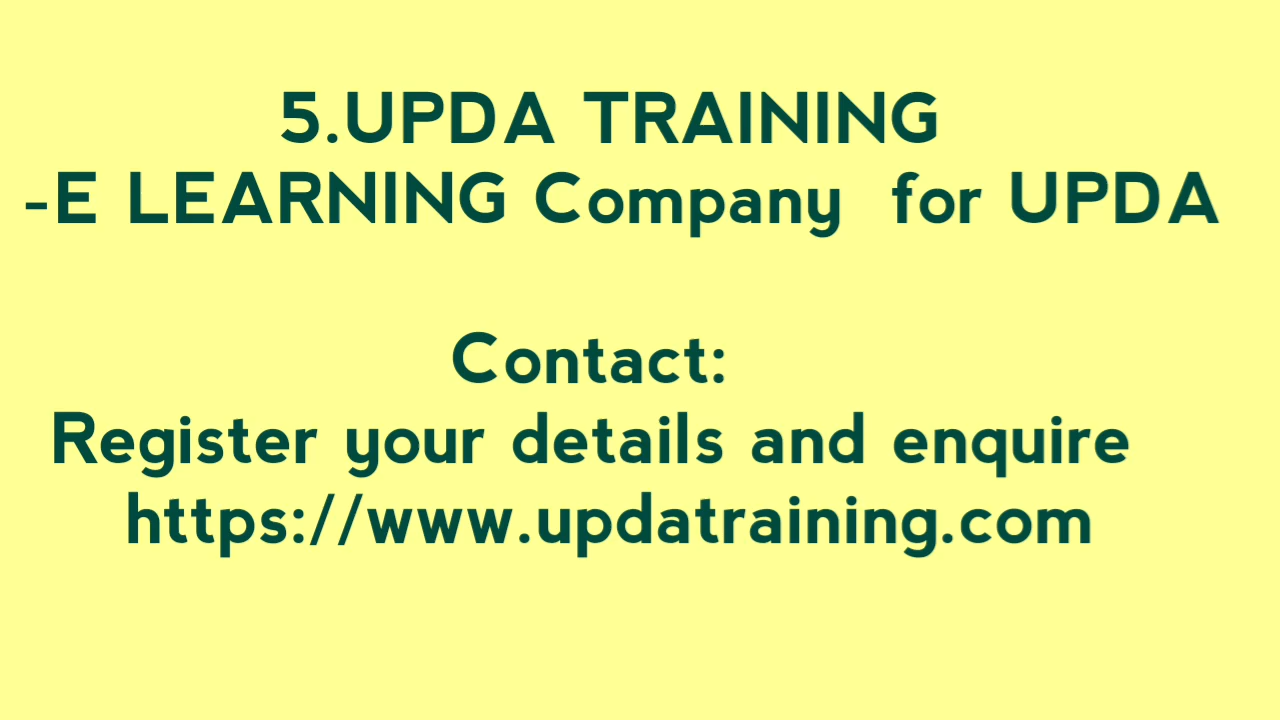 5.UPDA TRAINING
-E LEARNING Company for UPDA
Contact:
Register your details and enquire
https://www.updatraining.com